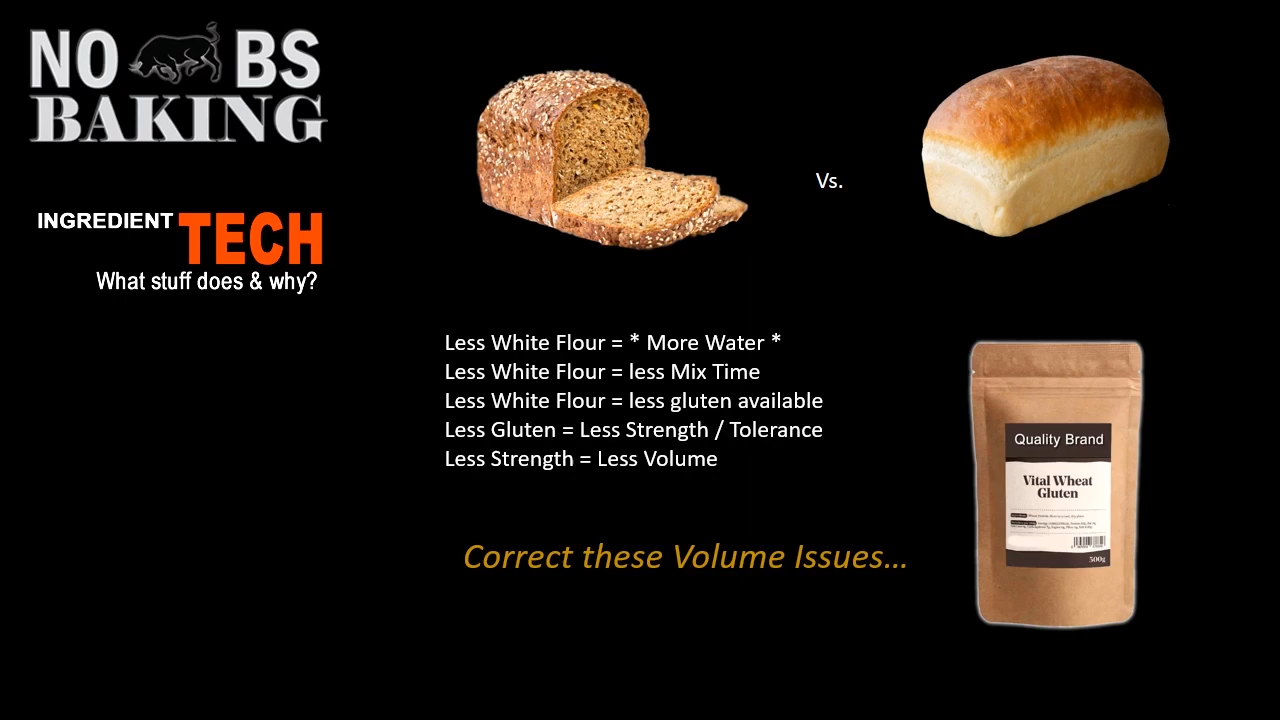 NO BS
BAKING
INGREDIENT TECH
What stuff does & why?
Vs.
Less White Flour = * More Water *
Less White Flour = less Mix Time
Less White Flour = less gluten available
Less Gluten = Less Strength / Tolerance
Less Strength = Less Volume
Correct these Volume Issues...
Quality Brand
Vital Wheat
Gluten
500g